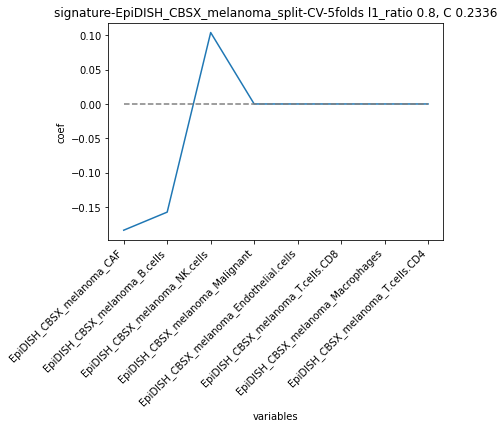 signature-EpiDISH_CBSX_melanoma_split-CV-5folds l1_ratio 0.8, C 0.2336
0.10
0.05
0.00
−0.05
−0.10
−0.15
coef
EpiDISH_CBSX_melanoma_CAF
EpiDISH_CBSX_melanoma_B.cells
EpiDISH_CBSX_melanoma_NK.cells
EpiDISH_CBSX_melanoma_Malignant
EpiDISH_CBSX_melanoma_Endothelial.cells
EpiDISH_CBSX_melanoma_T.cells.CD8
EpiDISH_CBSX_melanoma_Macrophages
EpiDISH_CBSX_melanoma_T.cells.CD4
variables